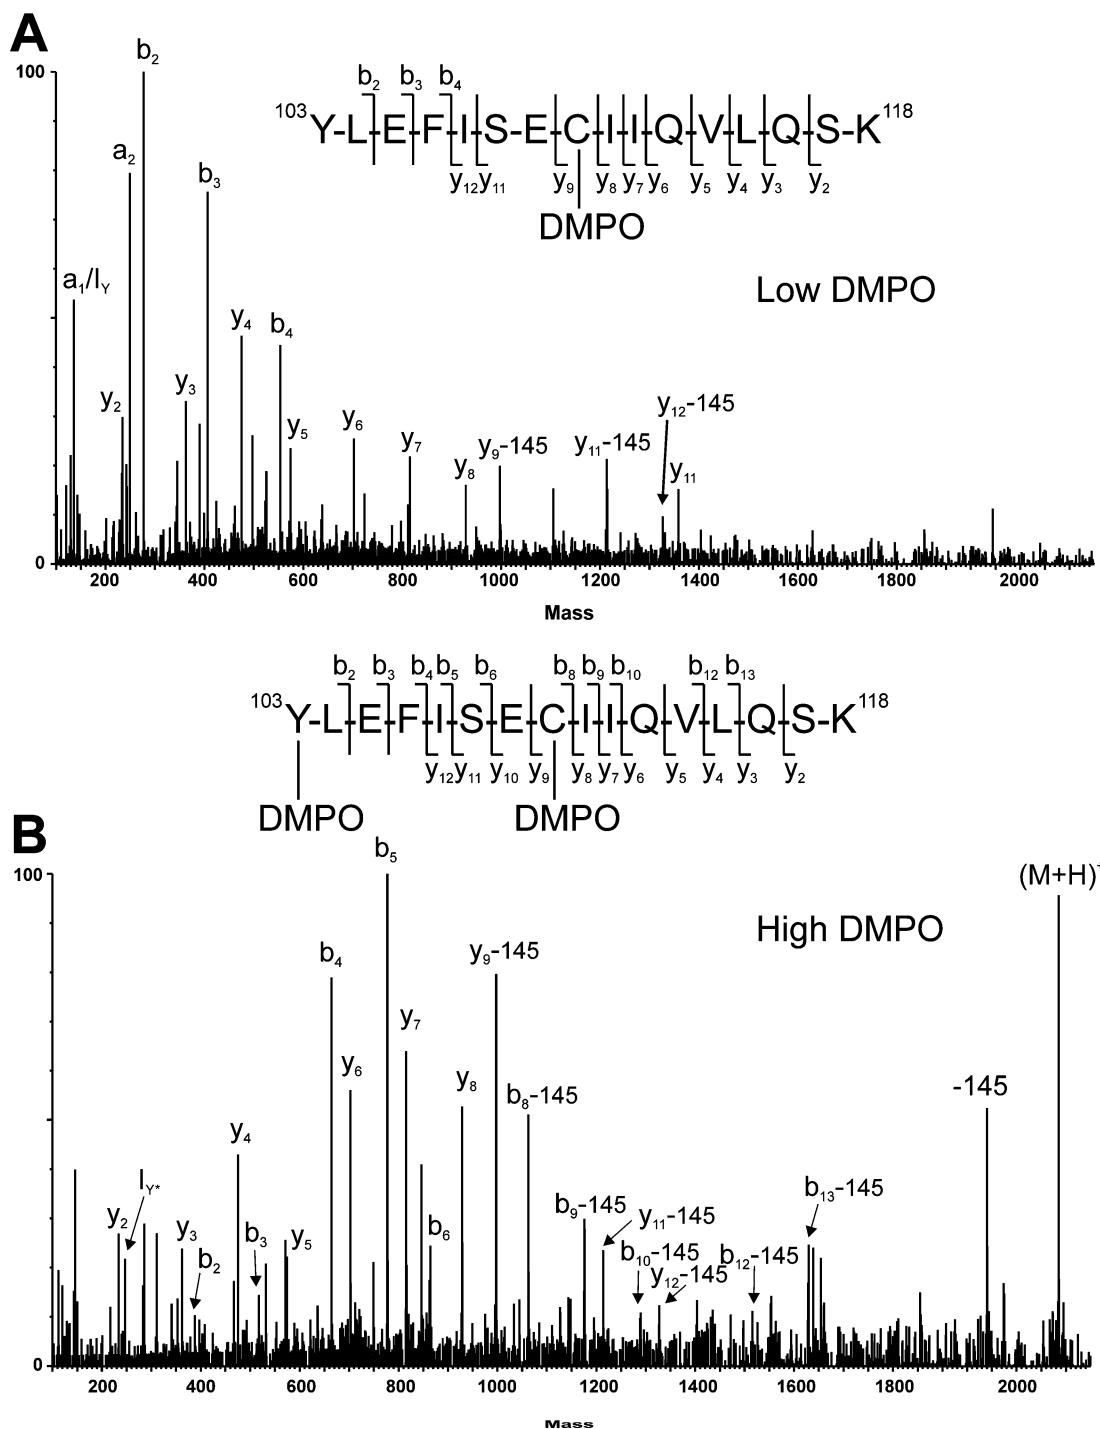 A
b2
100
a2
b3
a1/IY
y4
b4
y3
y2
y5
y6
y7
y8
y9-145
y11-145
y12-145
y11
b2 b3 b4
103Y-L-E-F-I-S-E-C-I-I-Q-V-L-Q-S-K118
y12 y11 y9 y8 y7 y6 y5 y4 y3 y2
DMPO
Low DMPO
0
200 400 600 800 1000 1200 1400 1600 1800 2000
Mass
b2 b3 b4 b5 b6 b8 b9 b10 b12 b13
103Y-L-E-F-I-S-E-C-I-I-Q-V-L-Q-S-K118
y12 y11 y10 y9 y8 y7 y6 y5 y4 y3 y2
DMPO DMPO
B
b5
100
(M+H)+
High DMPO
b4
y9-145
y7
y6
y8
b8-145
-145
y4
IY*
y2
y3
b2
b3
y5
b6
b9-145
y11-145
b10-145
y12-145
b12-145
b13-145
0
200 400 600 800 1000 1200 1400 1600 1800 2000
Mass